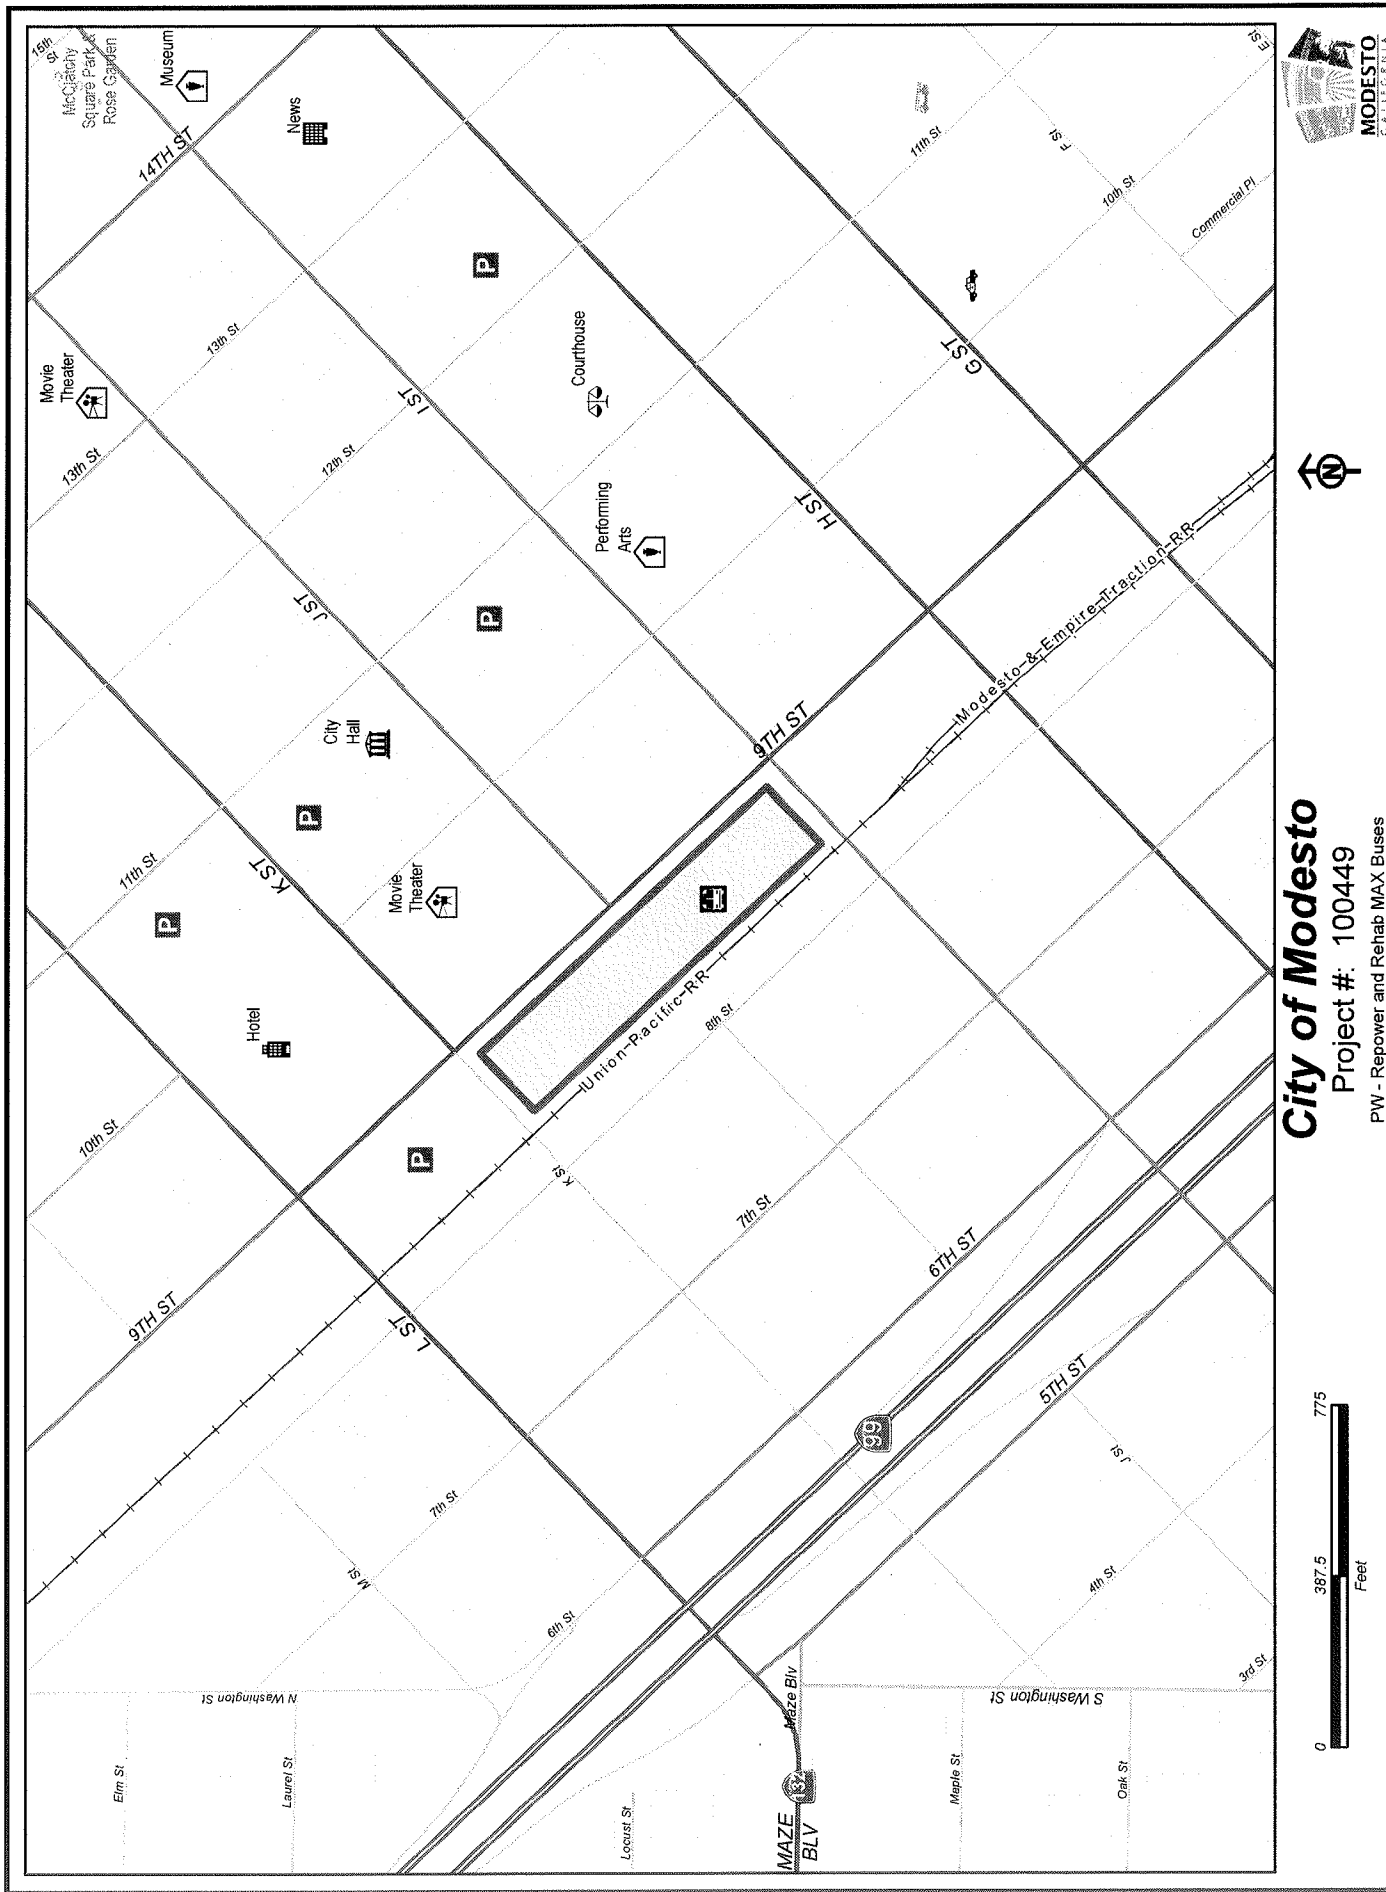 15th
St
McClatchy
Square Park &
Rose Garden
Museum
14TH ST
News
Movie
Theater
13th St
13th St
12th St
I ST
J ST
K ST
11th St
11th St
10th St
F St
E St
Commercial Pl
G ST
H ST
Courthouse
Performing
Arts
P
P
P
P
P
City
Hall
Movie
Theater
Hotel
10th St
9TH ST
9TH ST
L ST
K St
8th St
7th St
7th St
6TH ST
6th St
5TH ST
4th St
3rd St
J St
M St
Union Pacific RR
Modesto & Empire Traction RR
99
132
N Washington St
S Washington St
Elm St
Laurel St
Locust St
Maze Blv
MAZE
BLV
Maple St
Oak St
0 387.5 775
Feet
City of Modesto
Project #: 100449
PW - Repower and Rehab MAX Buses
N
MODESTO
CALIFORNIA